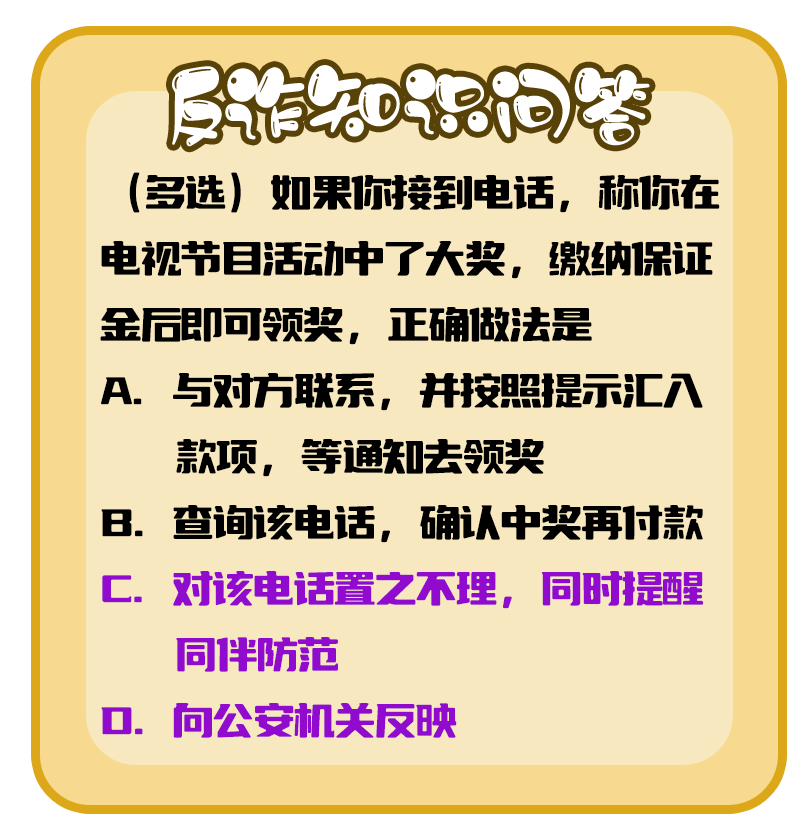 反诈知识问答
（多选）如果你接到电话，称你在
电视节目活动中了大奖，缴纳保证
金后即可领奖，正确做法是
A. 与对方联系，并按照提示汇入
款项，等通知去领奖
B. 查询该电话，确认中奖再付款
C. 对该电话置之不理，同时提醒
同伴防范
D. 向公安机关反映